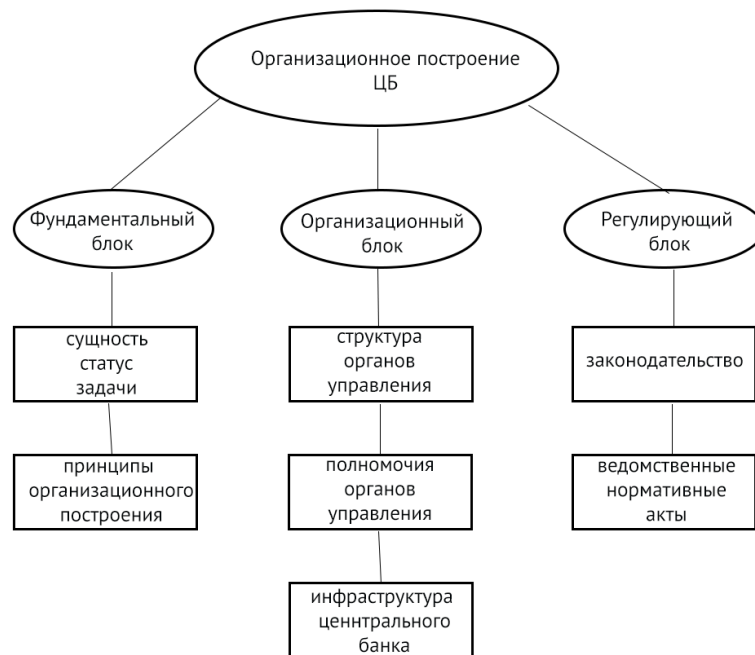 Организационное построение
ЦБ
Фундаментальный
блок
Организационный
блок
Регулирующий
блок
сущность
статус
задачи
структура
органов
управления
законодательство
принципы
организационного
построения
полномочия
органов
управления
ведомственные
нормативные
акты
инфраструктура
ценнтрального
банка